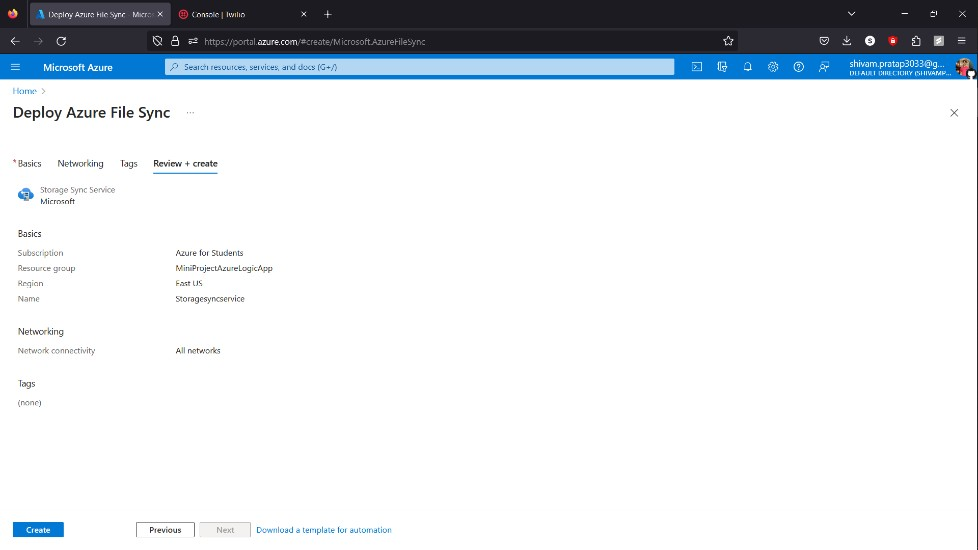 Deploy Azure File Sync - Micros
Console | Twilio
https://portal.azure.com/#create/Microsoft.AzureFileSync
Microsoft Azure
Search resources, services, and docs (G+/)
shivam.pratap3033@g...
DEFAULT DIRECTORY (SHIVAMP...
Home >
Deploy Azure File Sync ...
* Basics Networking Tags Review + create
Storage Sync Service
Microsoft
Basics
Subscription Azure for Students
Resource group MiniProjectAzureLogicApp
Region East US
Name Storagesyncservice
Networking
Network connectivity All networks
Tags
(none)
Create Previous Next Download a template for automation